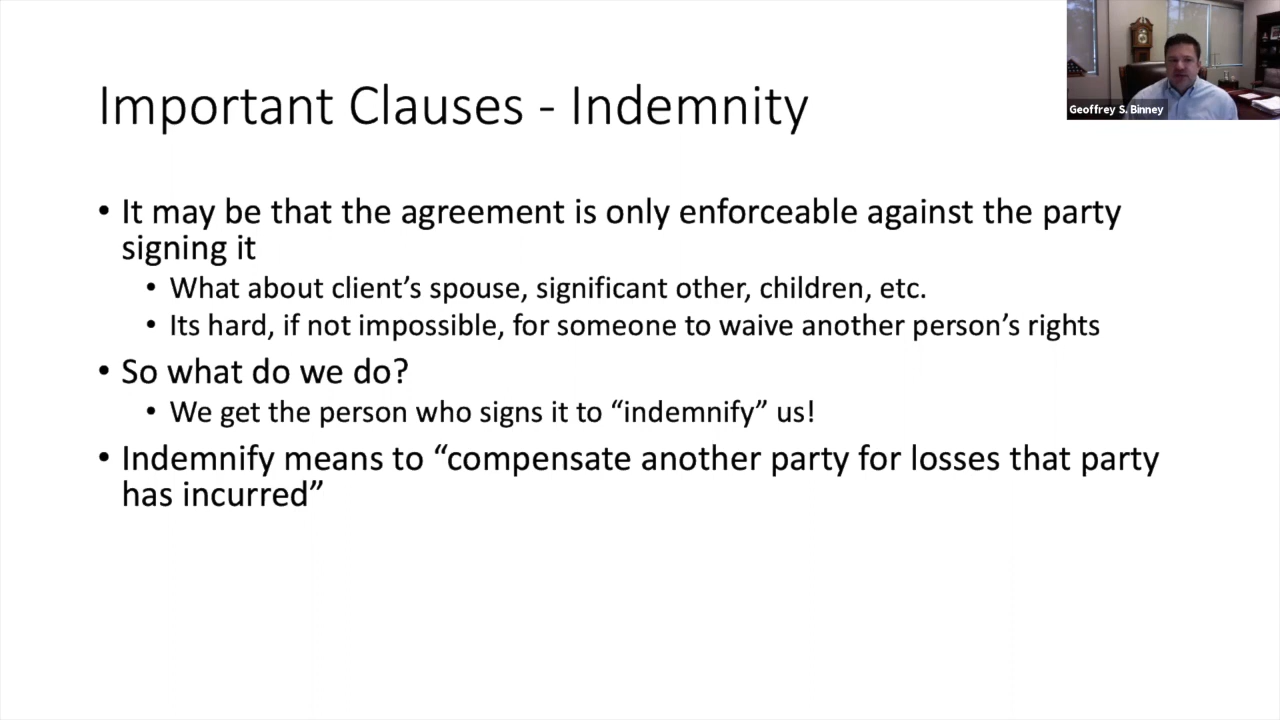 Important Clauses - Indemnity
Geoffrey S. Binney
• It may be that the agreement is only enforceable against the party
signing it
• What about client’s spouse, significant other, children, etc.
• Its hard, if not impossible, for someone to waive another person’s rights
• So what do we do?
• We get the person who signs it to “indemnify” us!
• Indemnify means to “compensate another party for losses that party
has incurred”